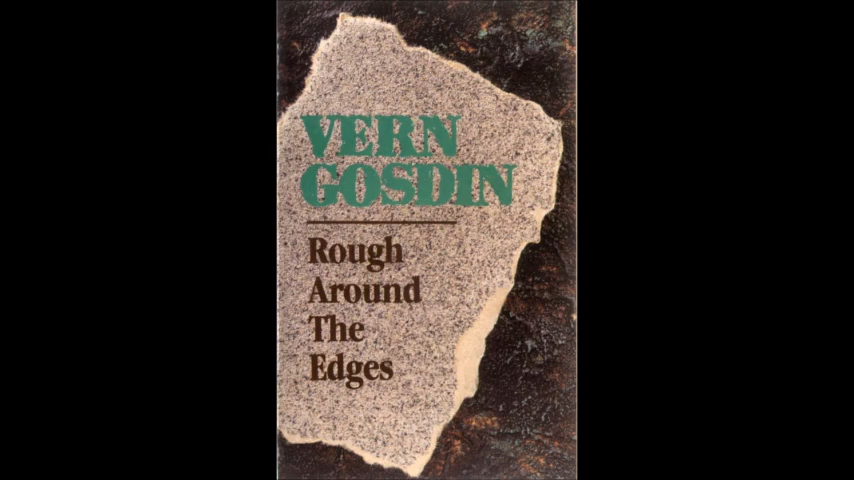 VERN
GOSDIN
Rough
Around
The
Edges